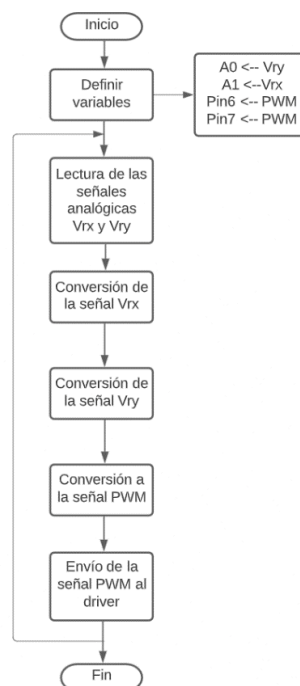 Inicio
Definir
variables
A0 <-- Vry
A1 <--Vrx
Pin6 <-- PWM
Pin7 <-- PWM
Lectura de las
señales
analógicas
Vrx y Vry
Conversión de
la señal Vrx
Conversión de
la señal Vry
Conversión a
la señal PWM
Envío de la
señal PWM al
driver
Fin